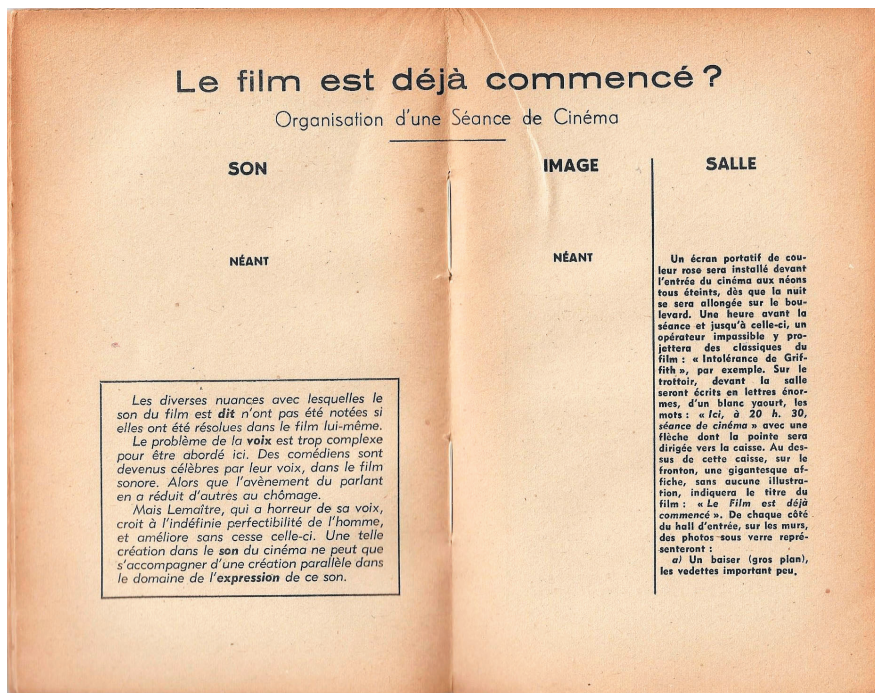 Le film est déjà commencé ?
Organisation d'une Séance de Cinéma
SON
NÉANT
Les diverses nuances avec lesquelles le
son du film est dit n'ont pas été notées si
elles ont été résolues dans le film lui-même.
Le problème de la voix est trop complexe
pour être abordé ici. Des comédiens sont
devenus célèbres par leur voix, dans le film
sonore. Alors que l'avènement du parlant
en a réduit d'autres au chômage.
Mais Lemaître, qui a horreur de sa voix,
croit à l'indéfinie perfectibilité de l'homme,
et améliore sans cesse celle-ci. Une telle
création dans le son du cinéma ne peut que
s'accompagner d'une création parallèle dans
le domaine de l'expression de ce son.
IMAGE
NÉANT
SALLE
Un écran portatif de cou-
leur rose sera installé devant
l'entrée du cinéma aux néons
tous éteints, dès que la nuit
se sera allongée sur le bou-
levard. Une heure avant la
séance et jusqu'à celle-ci, un
opérateur impassible y pro-
jettera des classiques du
film : « Intolérance de Grif-
fith », par exemple. Sur le
trottoir, devant la salle
seront écrits en lettres énor-
mes, d'un blanc yaourt, les
mots : « Ici, à 20 h. 30,
séance de cinéma » avec une
flèche dont la pointe sera
dirigée vers la caisse. Au des-
sus de cette caisse, sur le
fronton, une gigantesque af-
fiche, sans aucune illustra-
tion, indiquera le titre du
film : « Le Film est déjà
commencé ». De chaque côté
du hall d'entrée, sur les murs,
des photos sous verre repré-
senteront :
a) Un baiser (gros plan),
les vedettes important peu.